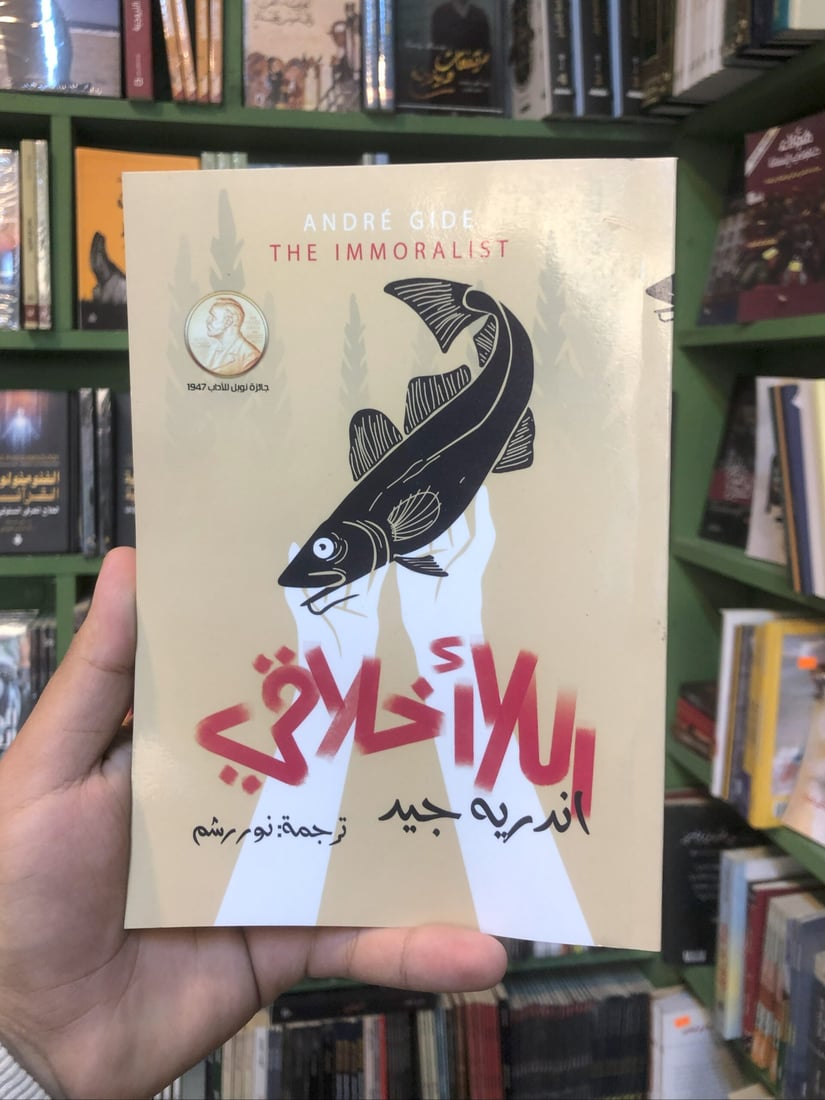 ANDRÉ GIDE
THE IMMORALIST
جائزة نوبل للآداب 1947
اللاأخلاقي
اندريه جيد
ترجمة: نور رشم